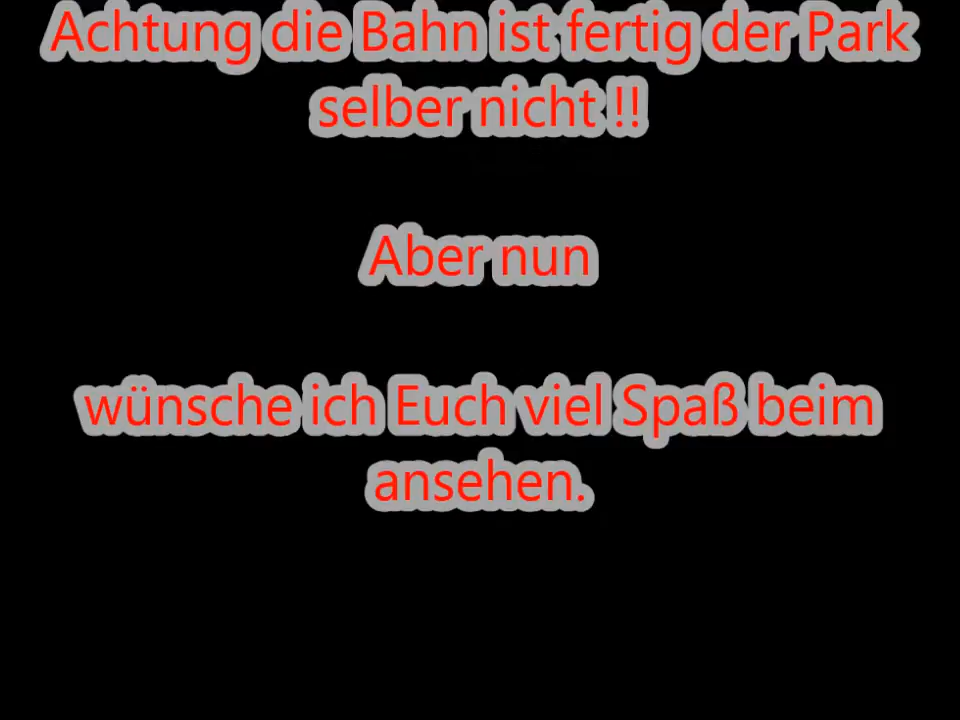 Achtung die Bahn ist fertig der Park
selber nicht !!
Aber nun
wünsche ich Euch viel Spaß beim
ansehen.